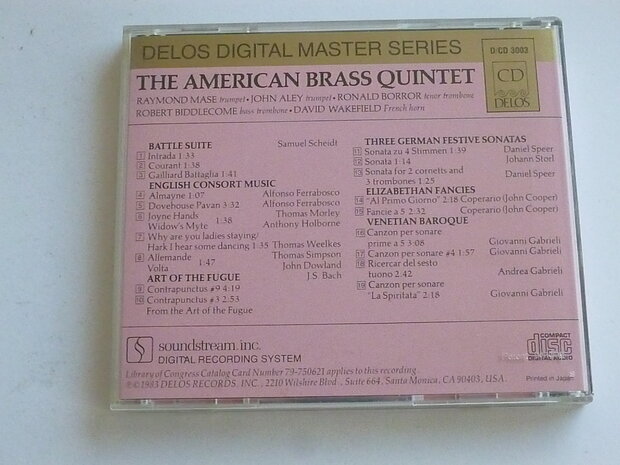 DELOS DIGITAL MASTER SERIES
D/CD 3003
THE AMERICAN BRASS QUINTET
CD
DELOS
RAYMOND MASE trumpet • JOHN ALEY trumpet • RONALD BORROR tenor trombone
ROBERT BIDDLECOME bass trombone • DAVID WAKEFIELD French horn
BATTLE SUITE Samuel Scheidt
1 Intrada 1:33
2 Courant 1:38
3 Gailliard Battaglia 1:41
ENGLISH CONSORT MUSIC
4 Almayne 1:07 Alfonso Ferrabosco
5 Dovehouse Pavan 3:32 Alfonso Ferrabosco
6 Joyne Hands Thomas Morley
1:38
Widow's Myte Anthony Holborne
7 Why are you ladies staying/
Hark I hear some dancing 1:35 Thomas Weelkes
8 Allemande Thomas Simpson
1:47
Volta John Dowland
ART OF THE FUGUE J.S. Bach
9 Contrapunctus #9 4:19
10 Contrapunctus #3 2:53
From the Art of the Fugue
THREE GERMAN FESTIVE SONATAS
11 Sonata zu 4 Stimmen 1:39 Daniel Speer
12 Sonata 1:14 Johann Storl
13 Sonata for 2 cornetts and
3 trombones 1:25 Daniel Speer
ELIZABETHAN FANCIES
14 "Al Primo Giorno" 2:18 Coperario (John Cooper)
15 Fancie a 5 2:32 Coperario (John Cooper)
VENETIAN BAROQUE
16 Canzon per sonare
prime a 5 3:08 Giovanni Gabrieli
17 Canzon per sonare #4 1:57 Giovanni Gabrieli
18 Ricercar del sesto
tuono 2:42 Andrea Gabrieli
19 Canzon per sonare
"La Spiritata" 2:18 Giovanni Gabrieli
soundstream, inc.
DIGITAL RECORDING SYSTEM
COMPACT
disc
DIGITAL AUDIO
Library of Congress Catalog Card Number 79-750621 applies to this recording.
℗©1983 DELOS RECORDS, INC., 2210 Wilshire Blvd., Suite 664, Santa Monica, CA 90403, USA.
Printed in Japan